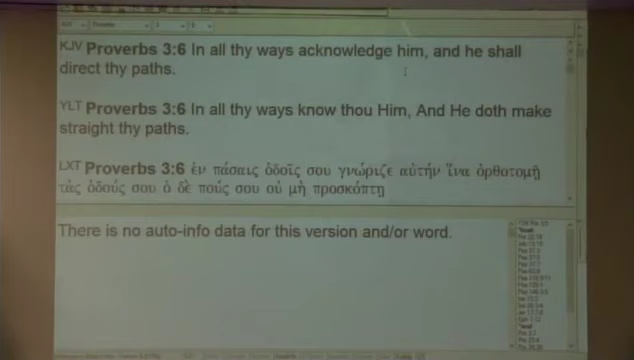 KJV Proverbs 3:6 In all thy ways acknowledge him, and he shall
direct thy paths.
YLT Proverbs 3:6 In all thy ways know thou Him, And He doth make
straight thy paths.
LXT Proverbs 3:6 ἐν πάσαις ὁδοῖς σου γνώριζε αὐτήν ἵνα ὀρθοτομῇ
τὰς ὁδούς σου ὁ δὲ πούς σου οὐ μὴ προσκόπτῃ
There is no auto-info data for this version and/or word.